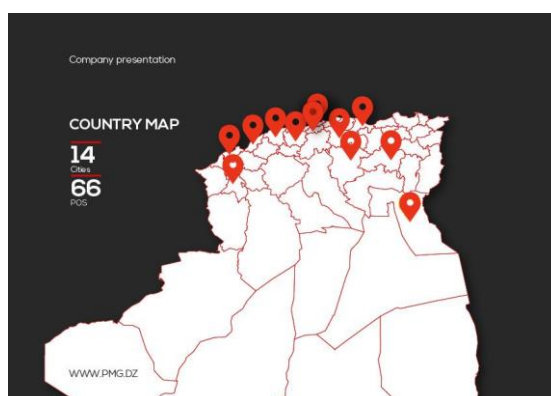 Company presentation
COUNTRY MAP
14
Cities
66
POS
WWW.PMG.DZ